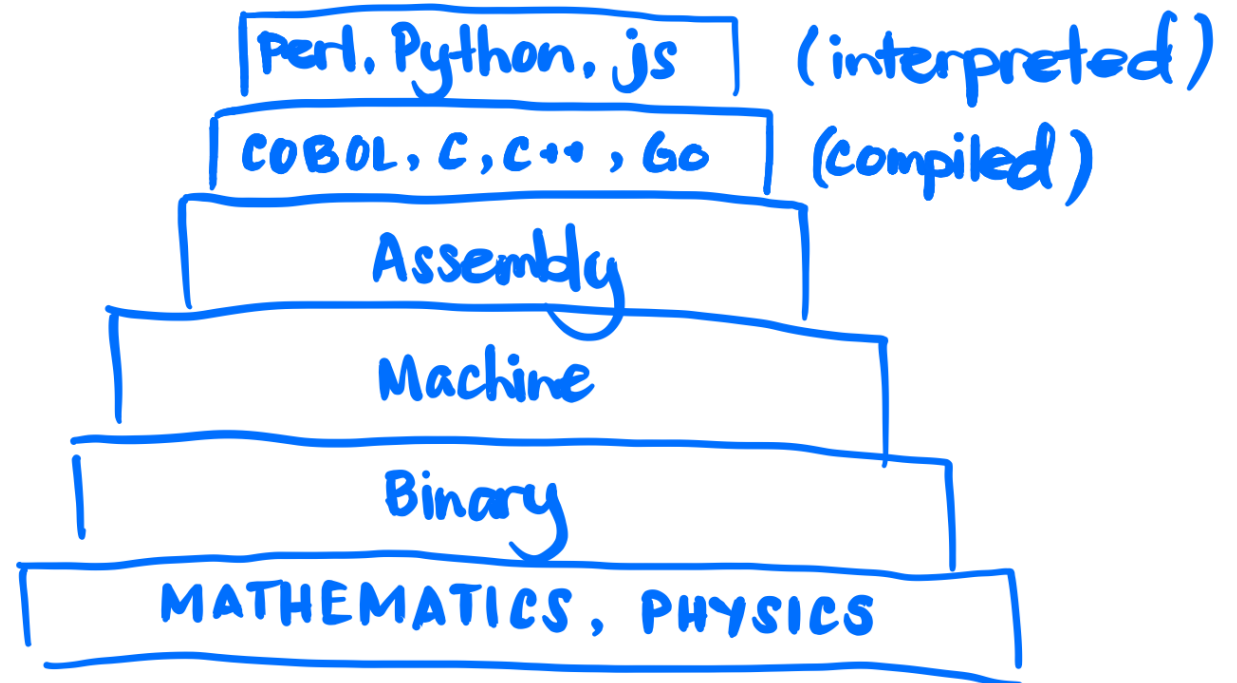 Perl, Python, js (interpreted)
COBOL, C, C++, Go (compiled)
Assembly
Machine
Binary
MATHEMATICS, PHYSICS